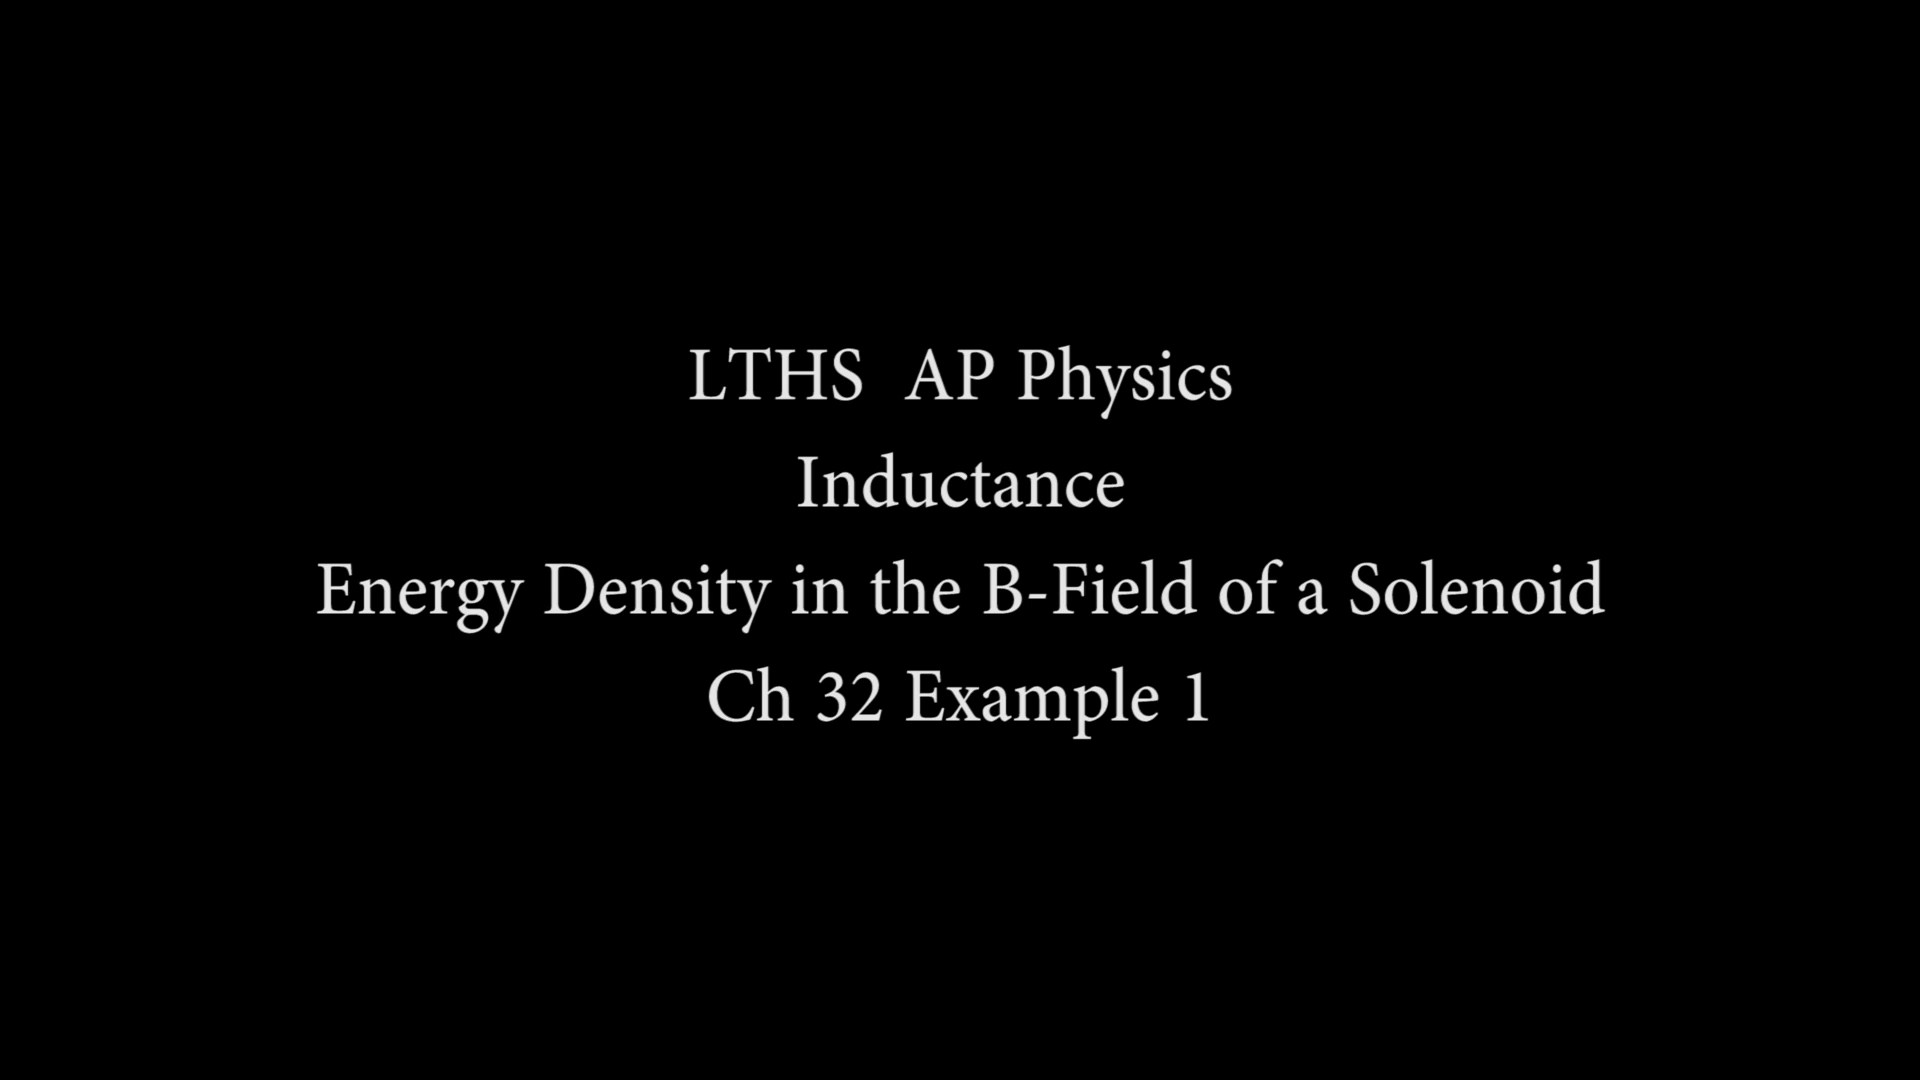 LTHS  AP Physics
Inductance
Energy Density in the B-Field of a Solenoid
Ch 32 Example 1